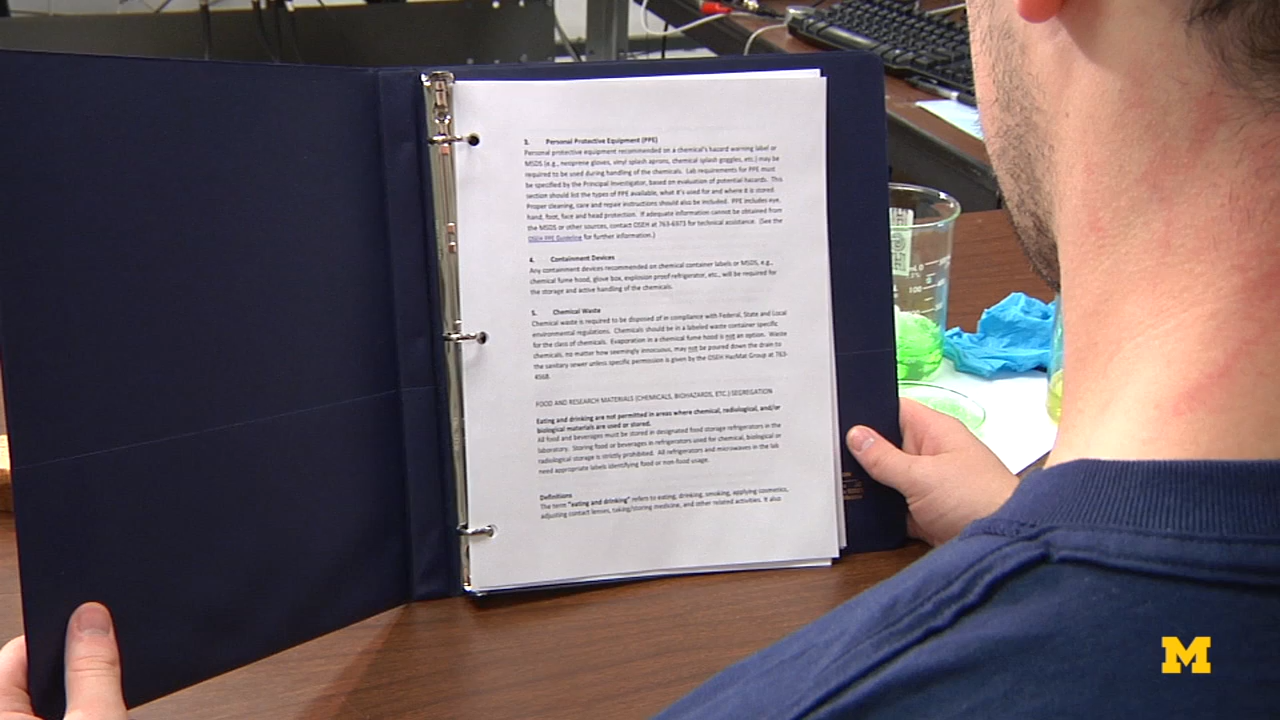 3. Personal Protective Equipment (PPE)
Personal protective equipment recommended on a chemical's hazard warning label or
MSDS (e.g., neoprene gloves, vinyl splash aprons, chemical splash goggles, etc.) may be
required to be used during handling of the chemicals. Lab requirements for PPE must
be specified by the Principal Investigator, based on evaluation of potential hazards. This
section should list the types of PPE available, what it's used for and where it is stored.
Proper cleaning, care and repair instructions should also be included. PPE includes eye,
hand, foot, face and head protection. If adequate information cannot be obtained from
the MSDS or other sources, contact OSEH at 763-6973 for technical assistance. (See the
OSEH PPE Guideline for further information.)
4. Containment Devices
Any containment devices recommended on chemical container labels or MSDS, e.g.,
chemical fume hood, glove box, explosion proof refrigerator, etc., will be required for
the storage and active handling of the chemicals.
5. Chemical Waste
Chemical waste is required to be disposed of in compliance with Federal, State and Local
environmental regulations. Chemicals should be in a labeled waste container specific
for the class of chemicals. Evaporation in a chemical fume hood is not an option. Waste
chemicals, no matter how seemingly innocuous, may not be poured down the drain to
the sanitary sewer unless specific permission is given by the OSEH HazMat Group at 763-
4568.
FOOD AND RESEARCH MATERIALS (CHEMICALS, BIOHAZARDS, ETC.) SEGREGATION
Eating and drinking are not permitted in areas where chemical, radiological, and/or
biological materials are used or stored.
All food and beverages must be stored in designated food storage refrigerators in the
laboratory. Storing food or beverages in refrigerators used for chemical, biological or
radiological storage is strictly prohibited. All refrigerators and microwaves in the lab
need appropriate labels identifying food or non-food usage.
Definitions
The term "eating and drinking" refers to eating, drinking, smoking, applying cosmetics,
adjusting contact lenses, taking/storing medicine, and other related activities. It also
100
M